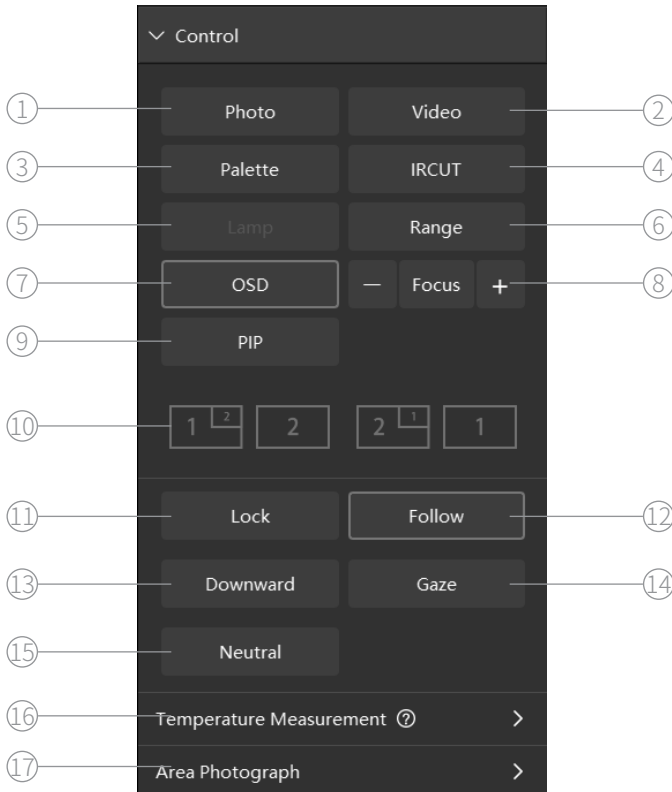 Control
① Photo Video ②
③ Palette IRCUT ④
⑤ Lamp Range ⑥
⑦ OSD — Focus + ⑧
⑨ PIP
⑩ 1 2 2 2 1 1
⑪ Lock Follow ⑫
⑬ Downward Gaze ⑭
⑮ Neutral
⑯ Temperature Measurement ?
⑰ Area Photograph